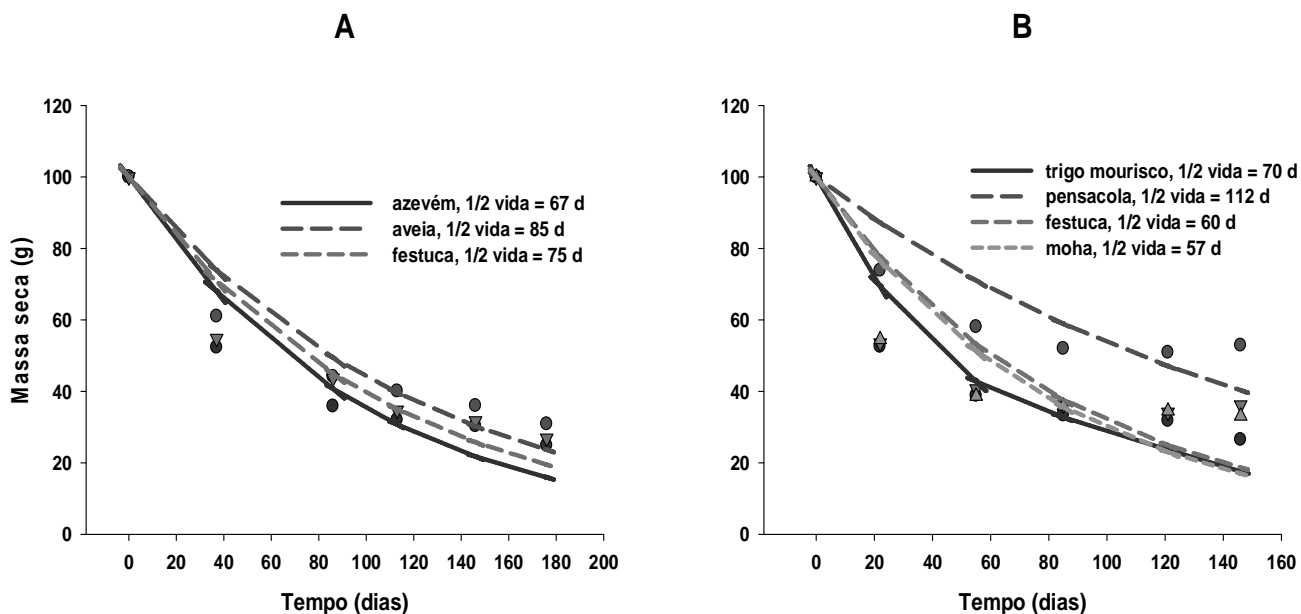 A
120
100
80
60
40
20
0
Massa seca (g)
azevém, 1/2 vida = 67 d
aveia, 1/2 vida = 85 d
festuca, 1/2 vida = 75 d
0 20 40 60 80 100 120 140 160 180 200
Tempo (dias)
B
120
100
80
60
40
20
0
trigo mourisco, 1/2 vida = 70 d
pensacola, 1/2 vida = 112 d
festuca, 1/2 vida = 60 d
moha, 1/2 vida = 57 d
0 20 40 60 80 100 120 140 160
Tempo (dias)